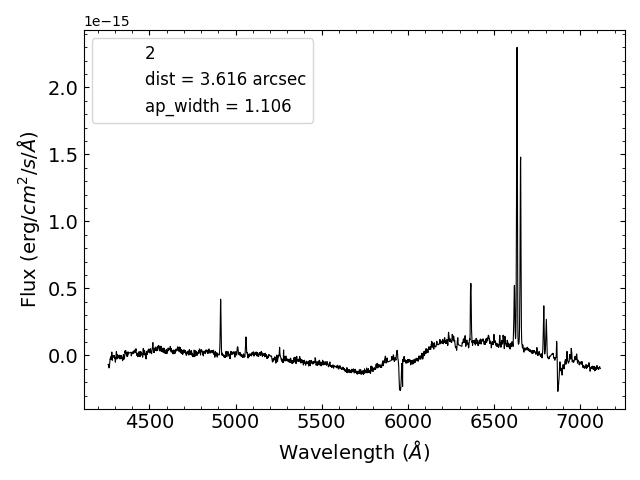 1e−15
2
dist = 3.616 arcsec
ap_width = 1.106
2.0
1.5
1.0
0.5
0.0
Flux (erg/cm²/s/Å)
4500 5000 5500 6000 6500 7000
Wavelength (Å)